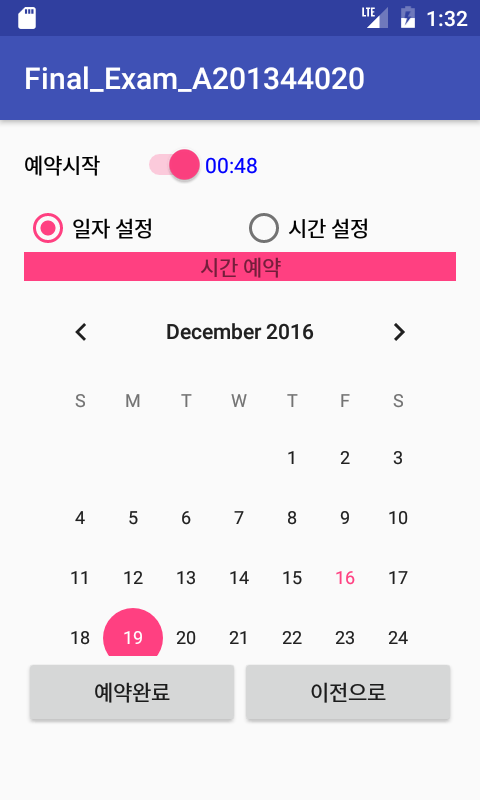 LTE 1:32
Final_Exam_A201344020
예약시작 00:48
일자 설정 시간 설정
시간 예약
December 2016
S M T W T F S
1 2 3
4 5 6 7 8 9 10
11 12 13 14 15 16 17
18 19 20 21 22 23 24
예약완료 이전으로